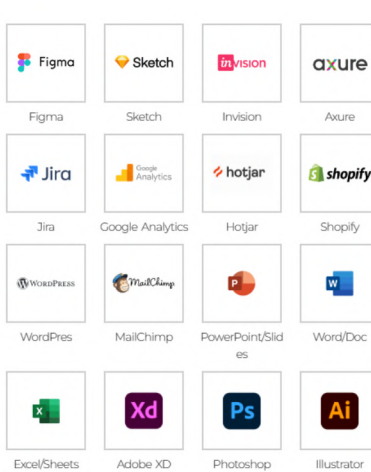 Figma
Sketch
invision
axure
Figma
Sketch
Invision
Axure
Jira
Google Analytics
hotjar
shopify
Jira
Google Analytics
Hotjar
Shopify
WORDPRESS
MailChimp
P
W
WordPres
MailChimp
PowerPoint/Slid
es
Word/Doc
X
Xd
Ps
Ai
Excel/Sheets
Adobe XD
Photoshop
Illustrator